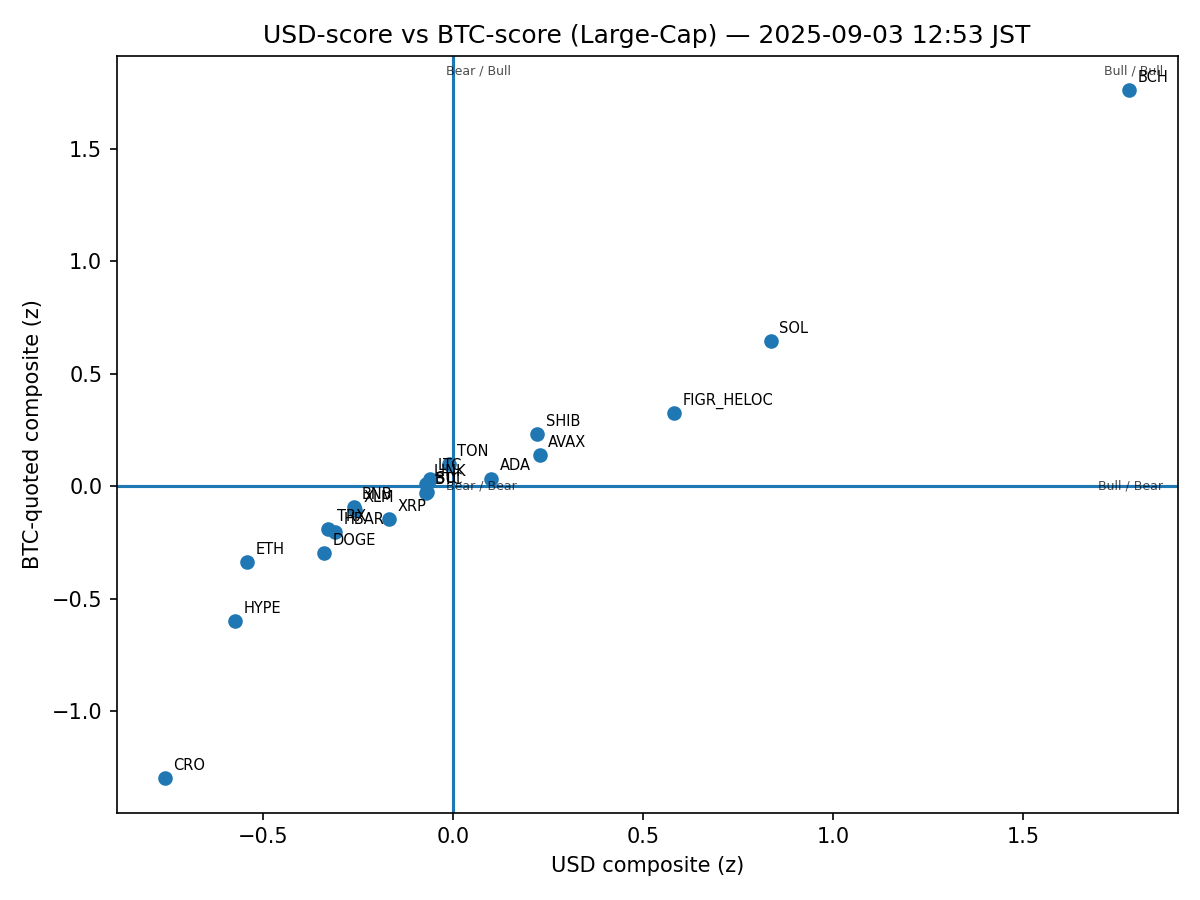 USD-score vs BTC-score (Large-Cap) — 2025-09-03 12:53 JST
Bear / Bull
Bull / Bull
BCH
1.5
1.0
SOL
0.5
FIGR_HELOC
SHIB
AVAX
TON
LTC
ADA
0.0
Bear / Bear
Bull / Bear
BNB
XLM
XRP
TRX
HBAR
DOGE
ETH
−0.5
HYPE
−1.0
CRO
−0.5
0.0
0.5
1.0
1.5
USD composite (z)
BTC-quoted composite (z)